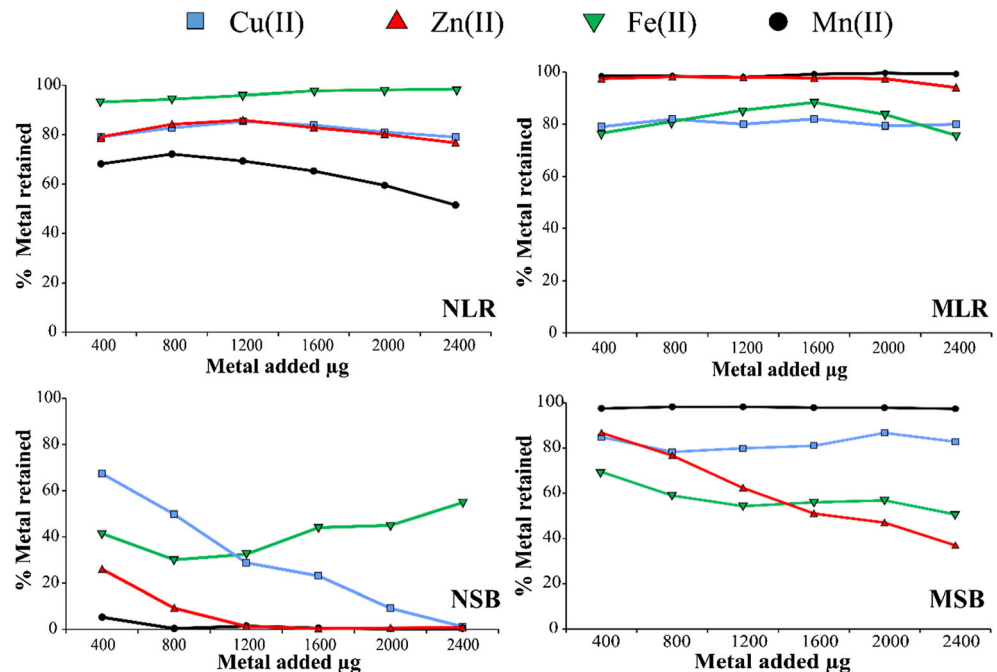 Cu(II) Zn(II) Fe(II) Mn(II)
% Metal retained
100
80
60
40
20
0
NLR
400 800 1200 1600 2000 2400
Metal added µg
% Metal retained
100
80
60
40
20
0
MLR
400 800 1200 1600 2000 2400
Metal added µg
% Metal retained
100
80
60
40
20
0
NSB
400 800 1200 1600 2000 2400
Metal added µg
% Metal retained
100
80
60
40
20
0
MSB
400 800 1200 1600 2000 2400
Metal added µg